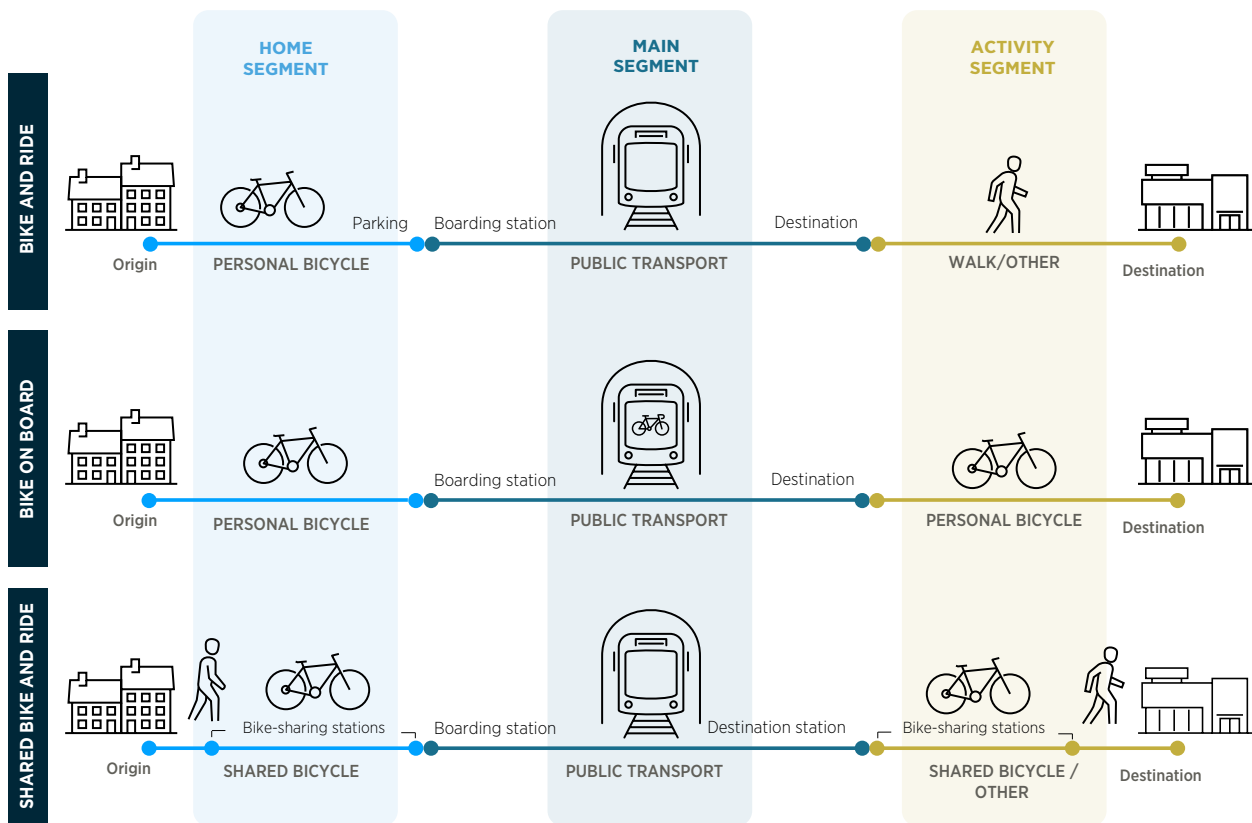 HOME
SEGMENT
MAIN
SEGMENT
ACTIVITY
SEGMENT
BIKE AND RIDE
Parking
Boarding station
Destination
Origin
PERSONAL BICYCLE
PUBLIC TRANSPORT
WALK/OTHER
Destination
BIKE ON BOARD
Boarding station
Destination
Origin
PERSONAL BICYCLE
PUBLIC TRANSPORT
PERSONAL BICYCLE
Destination
SHARED BIKE AND RIDE
Bike-sharing stations
Boarding station
Destination station
Bike-sharing stations
Origin
SHARED BICYCLE
PUBLIC TRANSPORT
SHARED BICYCLE /
OTHER
Destination